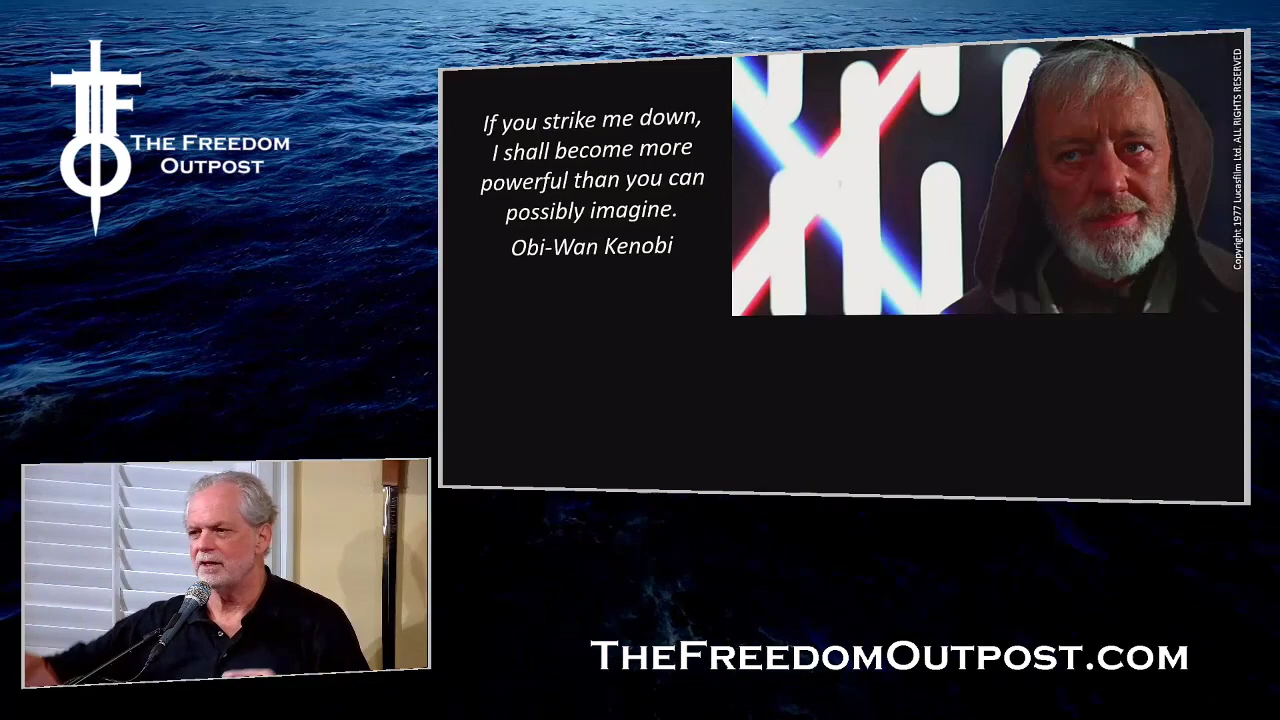 THE FREEDOM
OUTPOST
If you strike me down,
I shall become more
powerful than you can
possibly imagine.
Obi-Wan Kenobi
Copyright 1977 Lucasfilm Ltd. ALL RIGHTS RESERVED
THEFREEDOMOUTPOST.COM